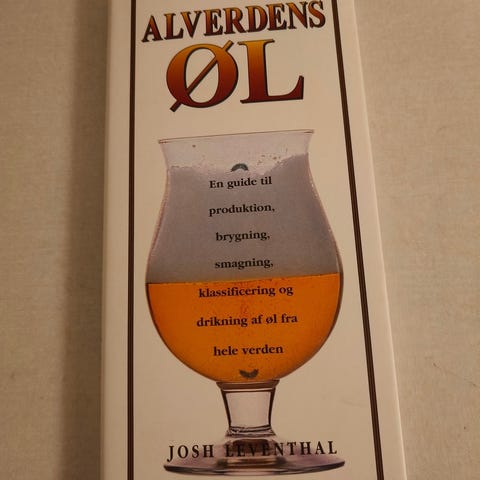 ALVERDENS
ØL
En guide til
produktion,
brygning,
smagning,
klassificering og
drikning af øl fra
hele verden
JOSH LEVENTHAL